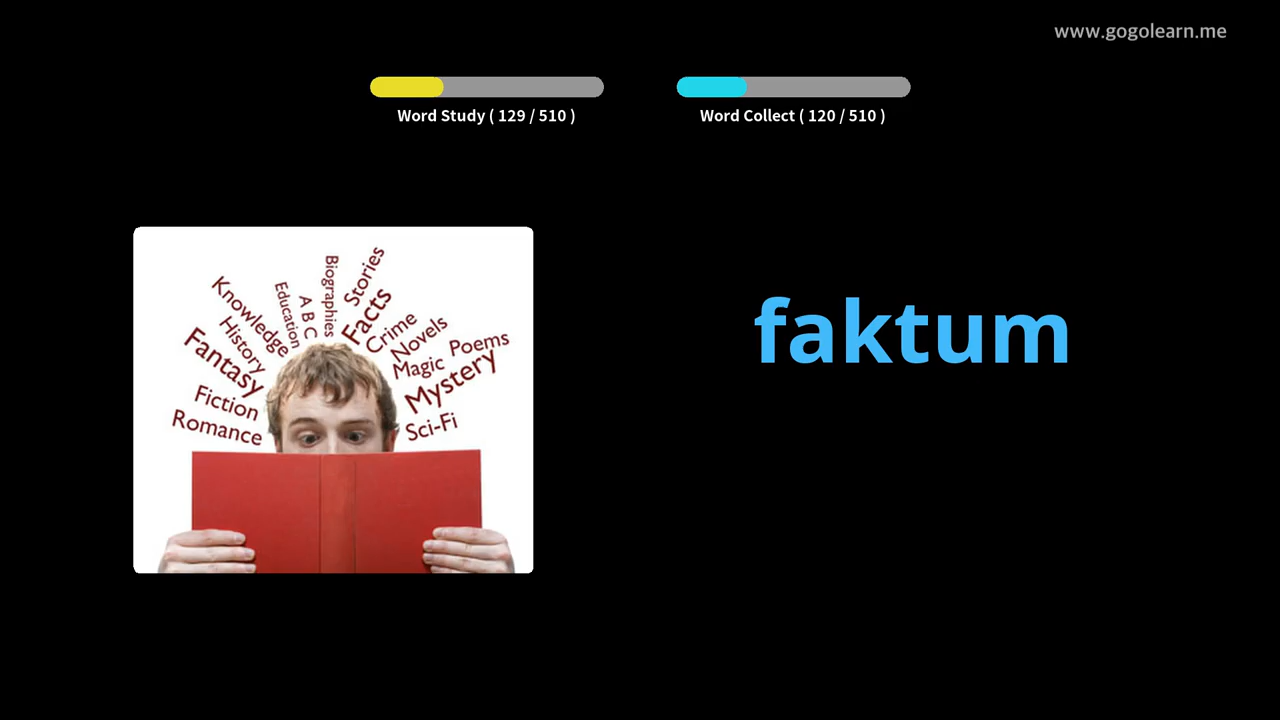 www.gogolearn.me
Word Study ( 129 / 510 )
Word Collect ( 120 / 510 )
Knowledge
History
Education
A B C
Biographies
Stories
Facts
Crime
Novels
Magic
Poems
Mystery
Sci-Fi
Fantasy
Fiction
Romance
faktum